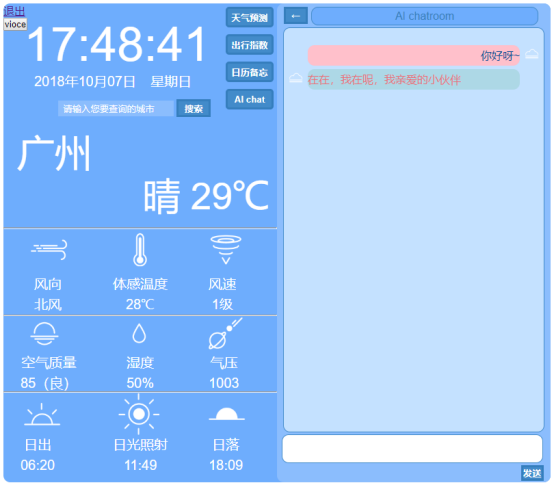 退出
vioce
17:48:41
2018年10月07日 星期日
请输入您要查询的城市 搜索
天气预测
出行指数
日历备忘
AI chat
广州
晴 29℃
风向 体感温度 风速
北风 28℃ 1级
空气质量 湿度 气压
85（良） 50% 1003
日出 日光照射 日落
06:20 11:49 18:09
← AI chatroom
你好呀~
在在，我在呢，我亲爱的小伙伴
发送